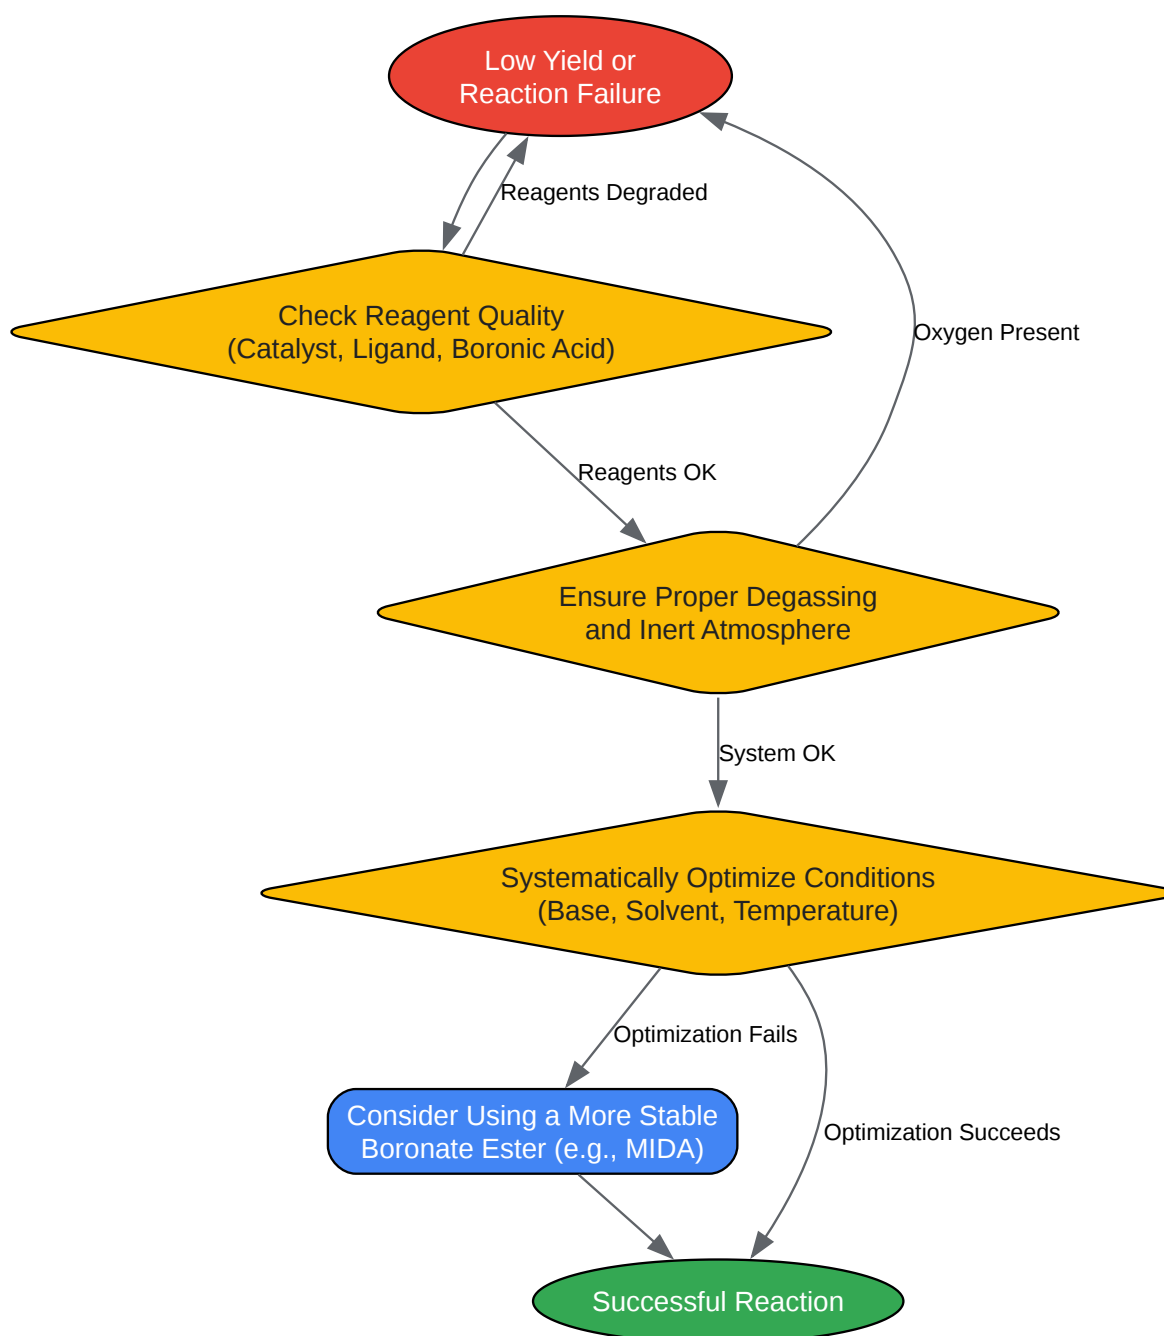 Low Yield or
Reaction Failure
Reagents Degraded
Check Reagent Quality
(Catalyst, Ligand, Boronic Acid)
Oxygen Present
Reagents OK
Ensure Proper Degassing
and Inert Atmosphere
System OK
Systematically Optimize Conditions
(Base, Solvent, Temperature)
Optimization Fails
Consider Using a More Stable
Boronate Ester (e.g., MIDA)
Optimization Succeeds
Successful Reaction